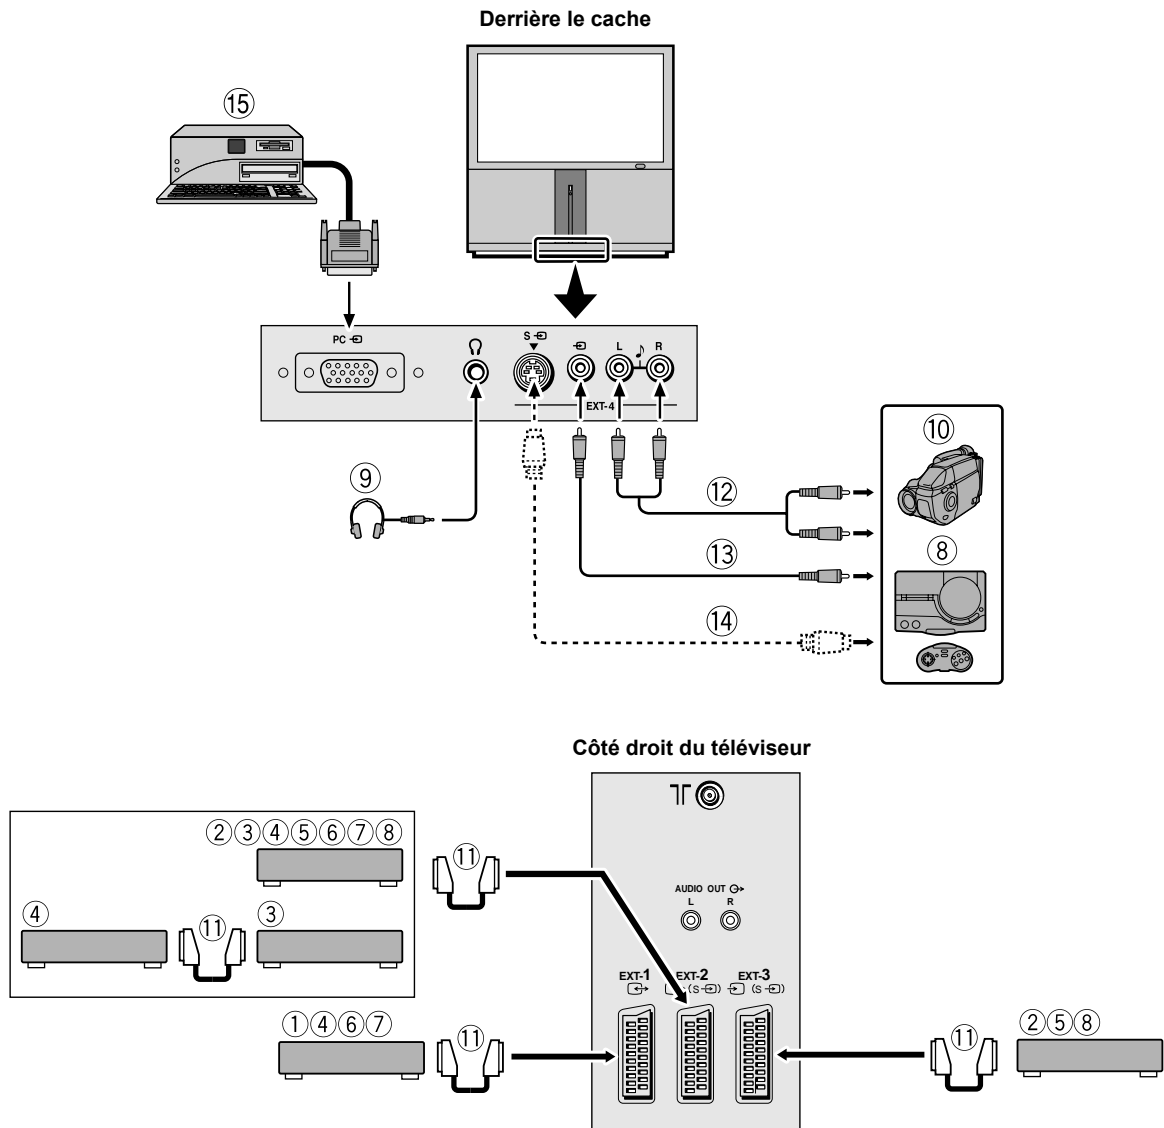 Derrière le cache
⑮
PC
S
L
R
EXT-4
⑩
⑨
⑫
⑧
⑬
⑭
Côté droit du téléviseur
②③④⑤⑥⑦⑧
⑪
AUDIO OUT
L R
④
⑪
③
EXT-1 EXT-2 EXT-3
(S ) (S )
①④⑥⑦
⑪
⑪
②⑤⑧